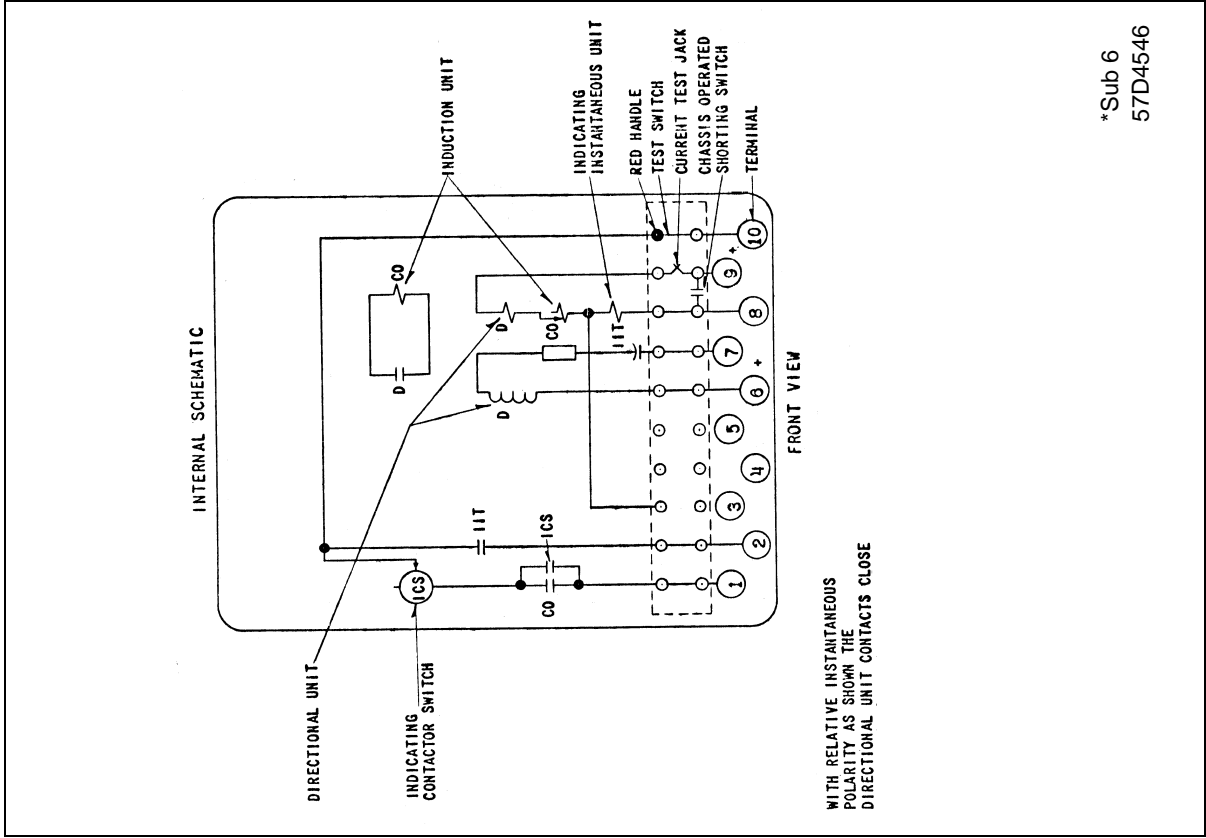 INTERNAL SCHEMATIC
INDUCTION UNIT
INDICATING
INSTANTANEOUS UNIT
RED HANDLE
TEST SWITCH
CURRENT TEST JACK
CHASSIS OPERATED
SHORTING SWITCH
TERMINAL
DIRECTIONAL UNIT
INDICATING
CONTACTOR SWITCH
D
CO
D
CO
IIT
D
IIT
ICS
ICS
CO
1
2
3
4
5
6
+
7
8
9
+
10
FRONT VIEW
WITH RELATIVE INSTANTANEOUS
POLARITY AS SHOWN THE
DIRECTIONAL UNIT CONTACTS CLOSE
*Sub 6
57D4546